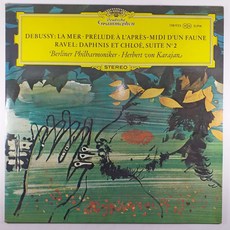 Deutsche
Grammophon
Gesellschaft
DEBUSSY: LA MER · PRÉLUDE A L'APRÈS-MIDI D'UN FAUNE
RAVEL: DAPHNIS ET CHLOÉ, SUITE N° 2
Berliner Philharmoniker · Herbert von Karajan
STEREO